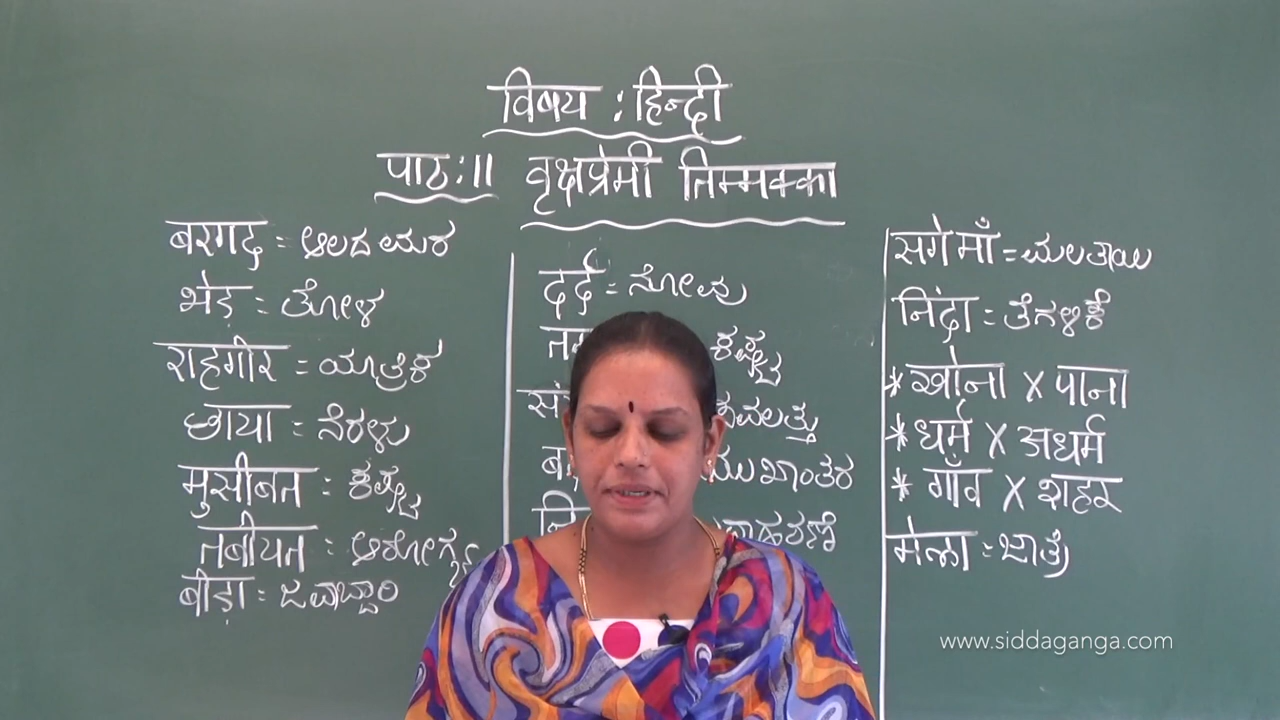 विषय : हिन्दी
पाठ:11 वृक्षप्रेमी तिम्मक्का
बरगद = ಆಲದ ಮರ
भेड़ = ತೋಳ
राहगीर = ಯಾತ್ರಿಕ
छाया = ನೆರಳು
मुसीबत : ಕಷ್ಟ
तबीयत : ಆರೋಗ್ಯ
बीड़ा = ಜವಾಬ್ದಾರಿ
दर्द = ನೋವು
ಕಷ್ಟ
सगे माँ = ಮಲತಾಯಿ
निंदा = ತೆಗಳಿಕೆ
* खोना X पाना
* धर्म X अधर्म
* गाँव X शहर
मेला = ಜಾತ್ರೆ
www.siddaganga.com